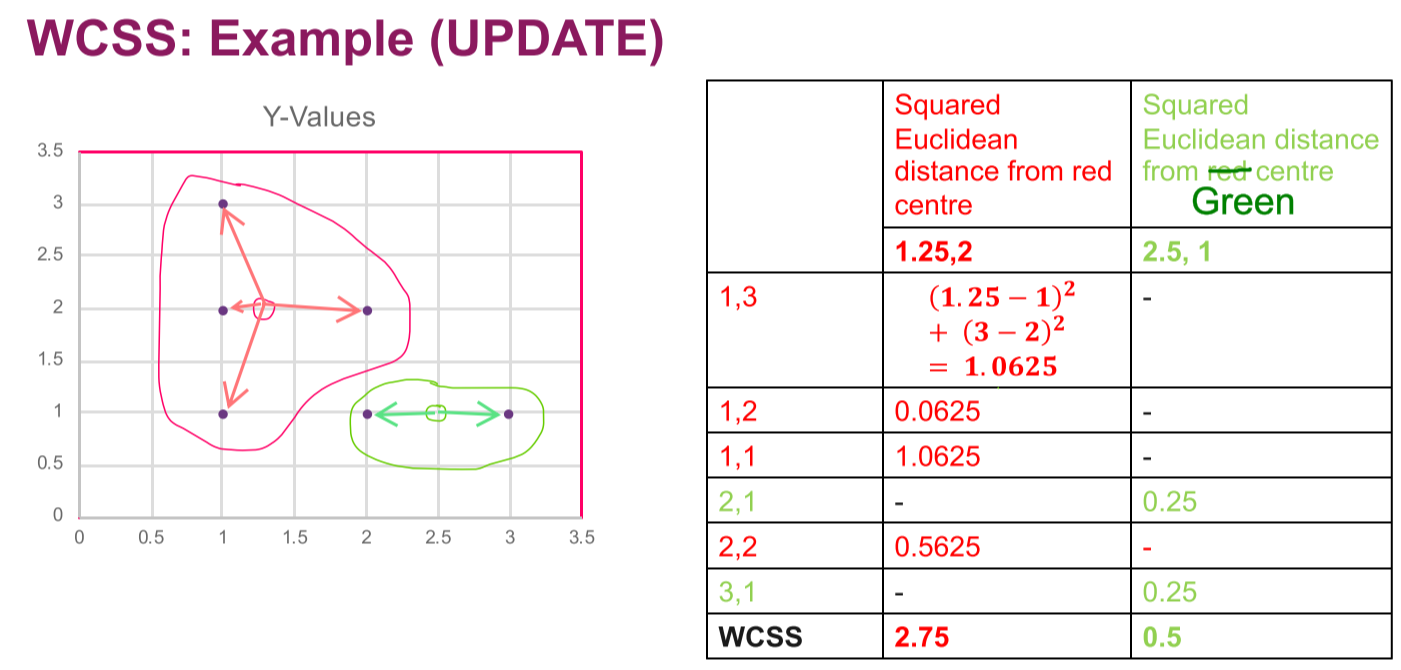 WCSS: Example (UPDATE)
Y-Values
3.5
3
2.5
2
1.5
1
0.5
0
0 0.5 1 1.5 2 2.5 3 3.5
Squared
Euclidean
distance from red
centre
Squared
Euclidean distance
from red centre
Green
1.25,2 2.5, 1
1,3
(1.25 − 1)²
+ (3 − 2)²
= 1.0625
-
1,2 0.0625 -
1,1 1.0625 -
2,1 - 0.25
2,2 0.5625 -
3,1 - 0.25
WCSS 2.75 0.5